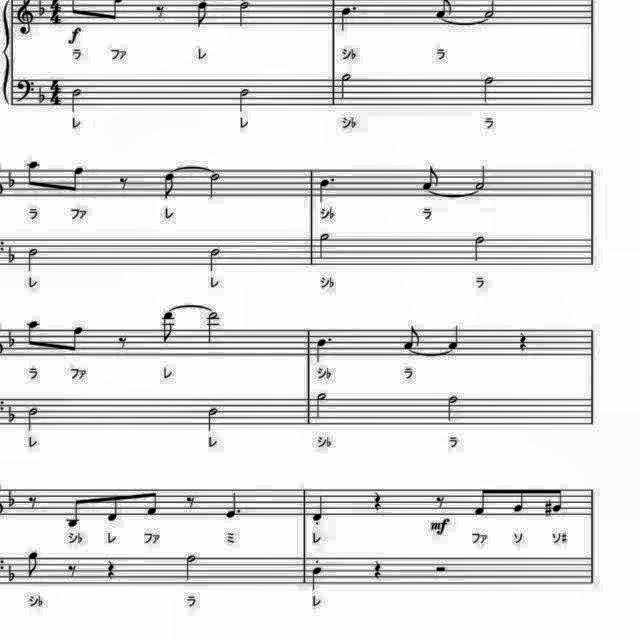 f
ラ ファ レ シ♭ ラ
レ レ シ♭ ラ
ラ ファ レ シ♭ ラ
レ レ シ♭ ラ
ラ ファ レ シ♭ ラ
レ レ シ♭ ラ
mf
シ♭ レ ファ ミ レ ファ ソ ソ♯
シ♭ ラ レ